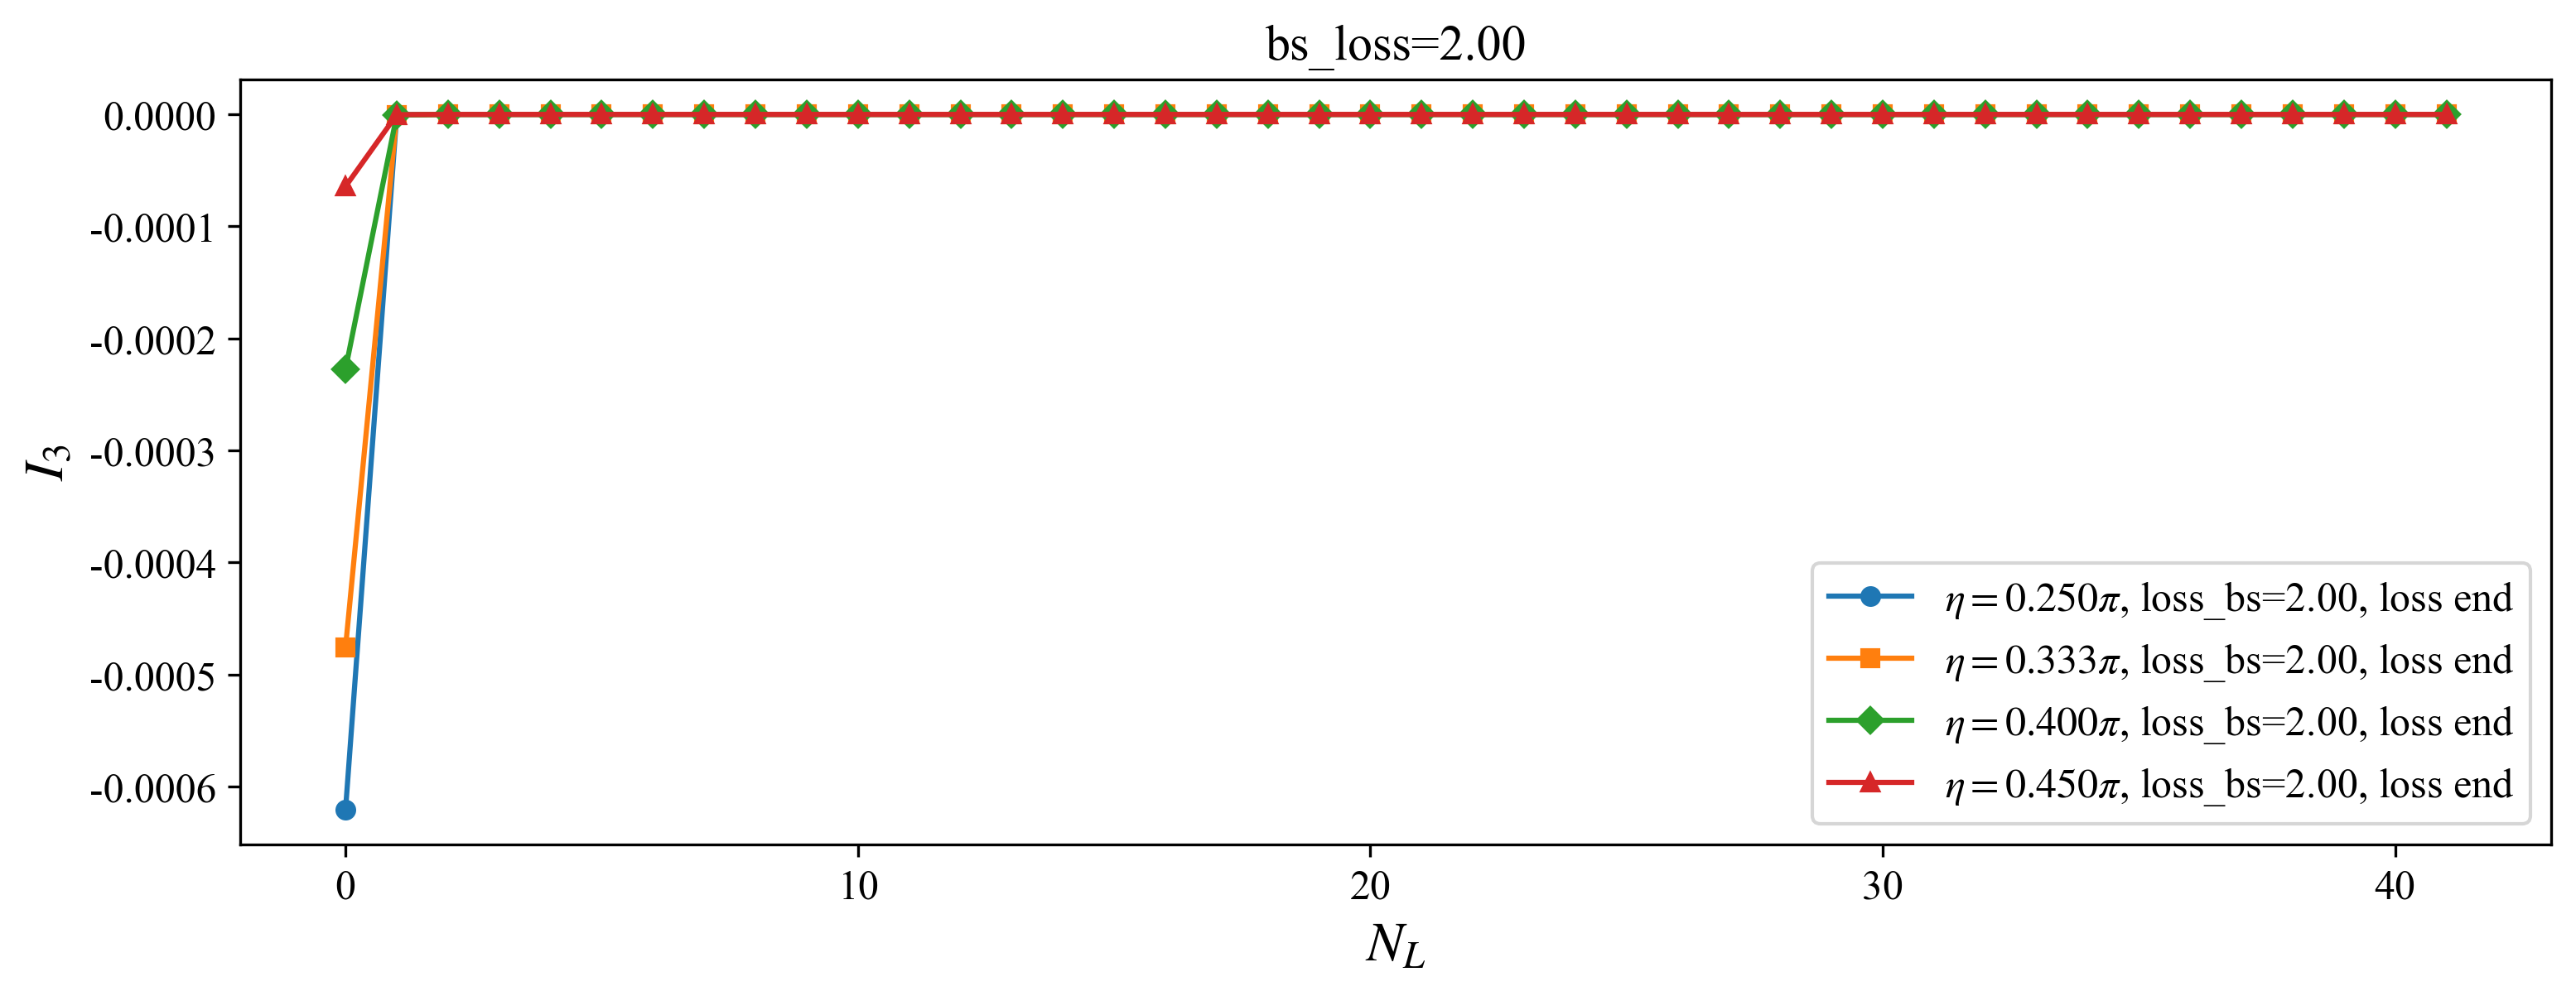 bs_loss=2.00
0.0000
-0.0001
-0.0002
-0.0003
-0.0004
-0.0005
-0.0006
I₃
η=0.250π, loss_bs=2.00, loss end
η=0.333π, loss_bs=2.00, loss end
η=0.400π, loss_bs=2.00, loss end
η=0.450π, loss_bs=2.00, loss end
0 10 20 30 40
N_L